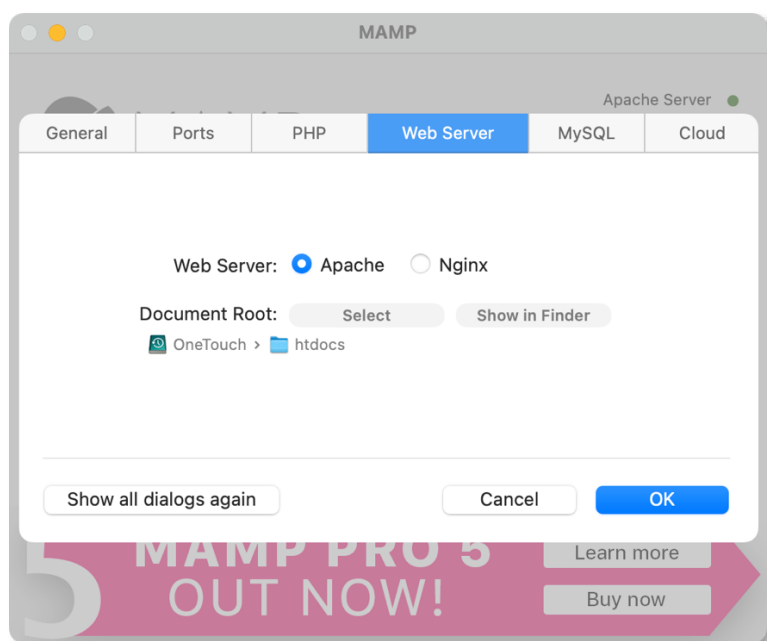 MAMP
Apache Server
General Ports PHP Web Server MySQL Cloud
Web Server: Apache Nginx
Document Root: Select Show in Finder
OneTouch › htdocs
Show all dialogs again Cancel OK
5 MAMP PRO 5 Learn more
OUT NOW! Buy now